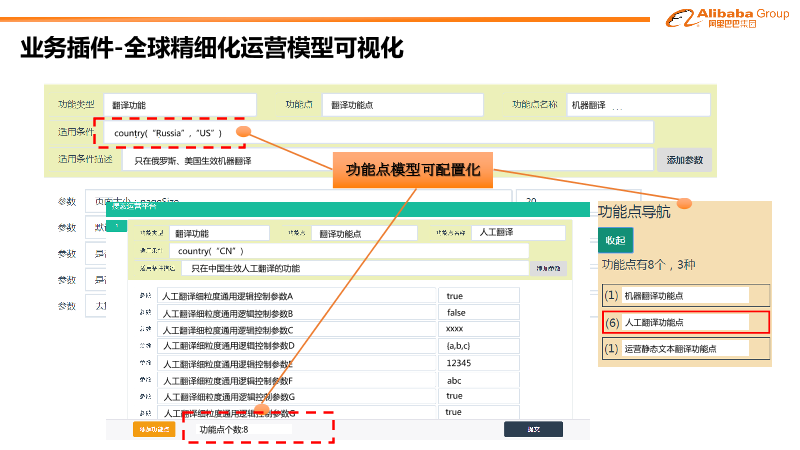 Alibaba Group
阿里巴巴集团
业务插件-全球精细化运营模型可视化
功能类型 翻译功能 功能点 翻译功能点 功能点名称 机器翻译 ...
适用条件 country( “Russia”, “US” )
适用条件描述 只在俄罗斯、美国生效机器翻译 添加参数
功能点模型可配置化
参数 页面大小：pageSize 20
参数 默
参数 是
参数 是
参数
功能类型 翻译功能 功能点 翻译功能点 功能点名称 人工翻译
适用条件 country( “CN” )
适用条件描述 只在中国生效人工翻译的功能 添加参数
参数 人工翻译细粒度通用逻辑控制参数A true
参数 人工翻译细粒度通用逻辑控制参数B false
参数 人工翻译细粒度通用逻辑控制参数C xxxx
参数 人工翻译细粒度通用逻辑控制参数D (a,b,c)
参数 人工翻译细粒度通用逻辑控制参数E 12345
参数 人工翻译细粒度通用逻辑控制参数F abc
参数 人工翻译细粒度通用逻辑控制参数G true
参数 人工翻译细粒度通用逻辑控制参数G true
添加功能点 功能点个数:8 提交
功能点导航
收起
功能点有8个，3种
(1) 机器翻译功能点
(6) 人工翻译功能点
(1) 运营静态文本翻译功能点